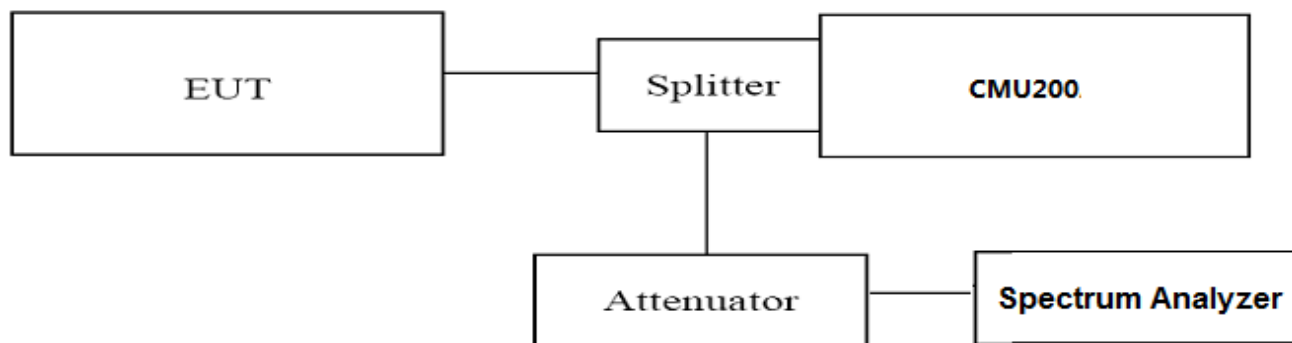 EUT
Splitter
CMU200
Attenuator
Spectrum Analyzer